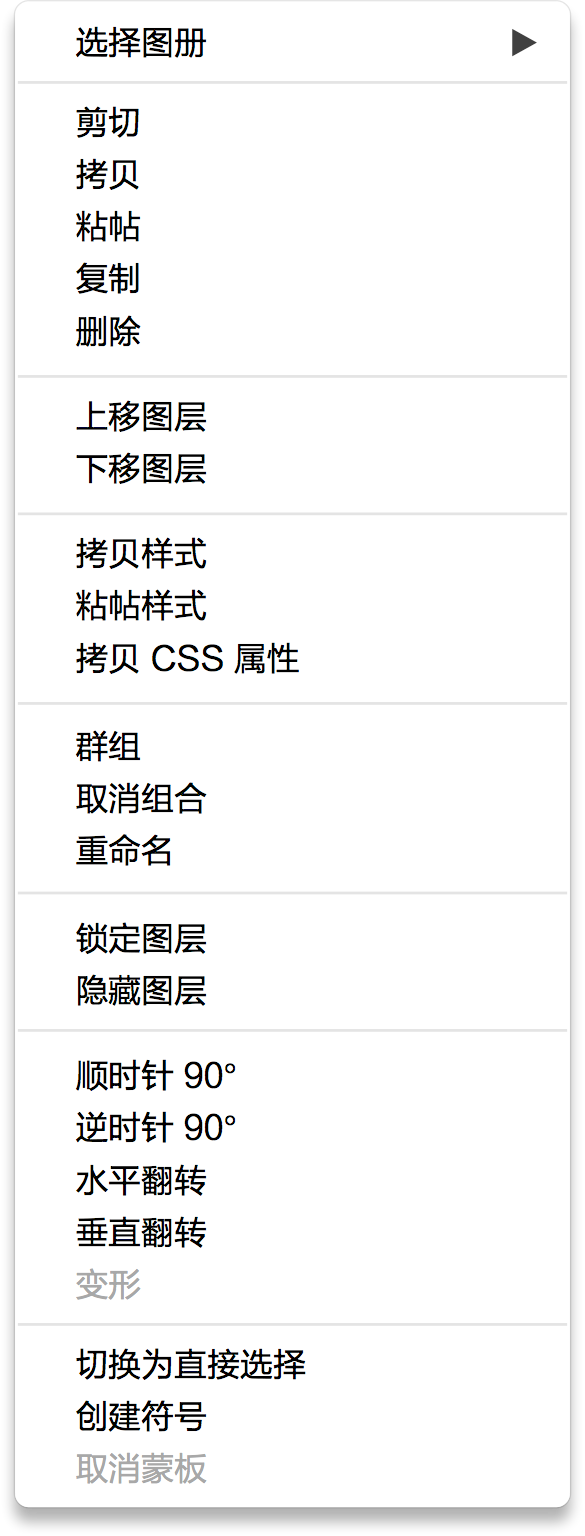 选择图册
剪切
拷贝
粘帖
复制
删除
上移图层
下移图层
拷贝样式
粘帖样式
拷贝 CSS 属性
群组
取消组合
重命名
锁定图层
隐藏图层
顺时针 90°
逆时针 90°
水平翻转
垂直翻转
变形
切换为直接选择
创建符号
取消蒙板